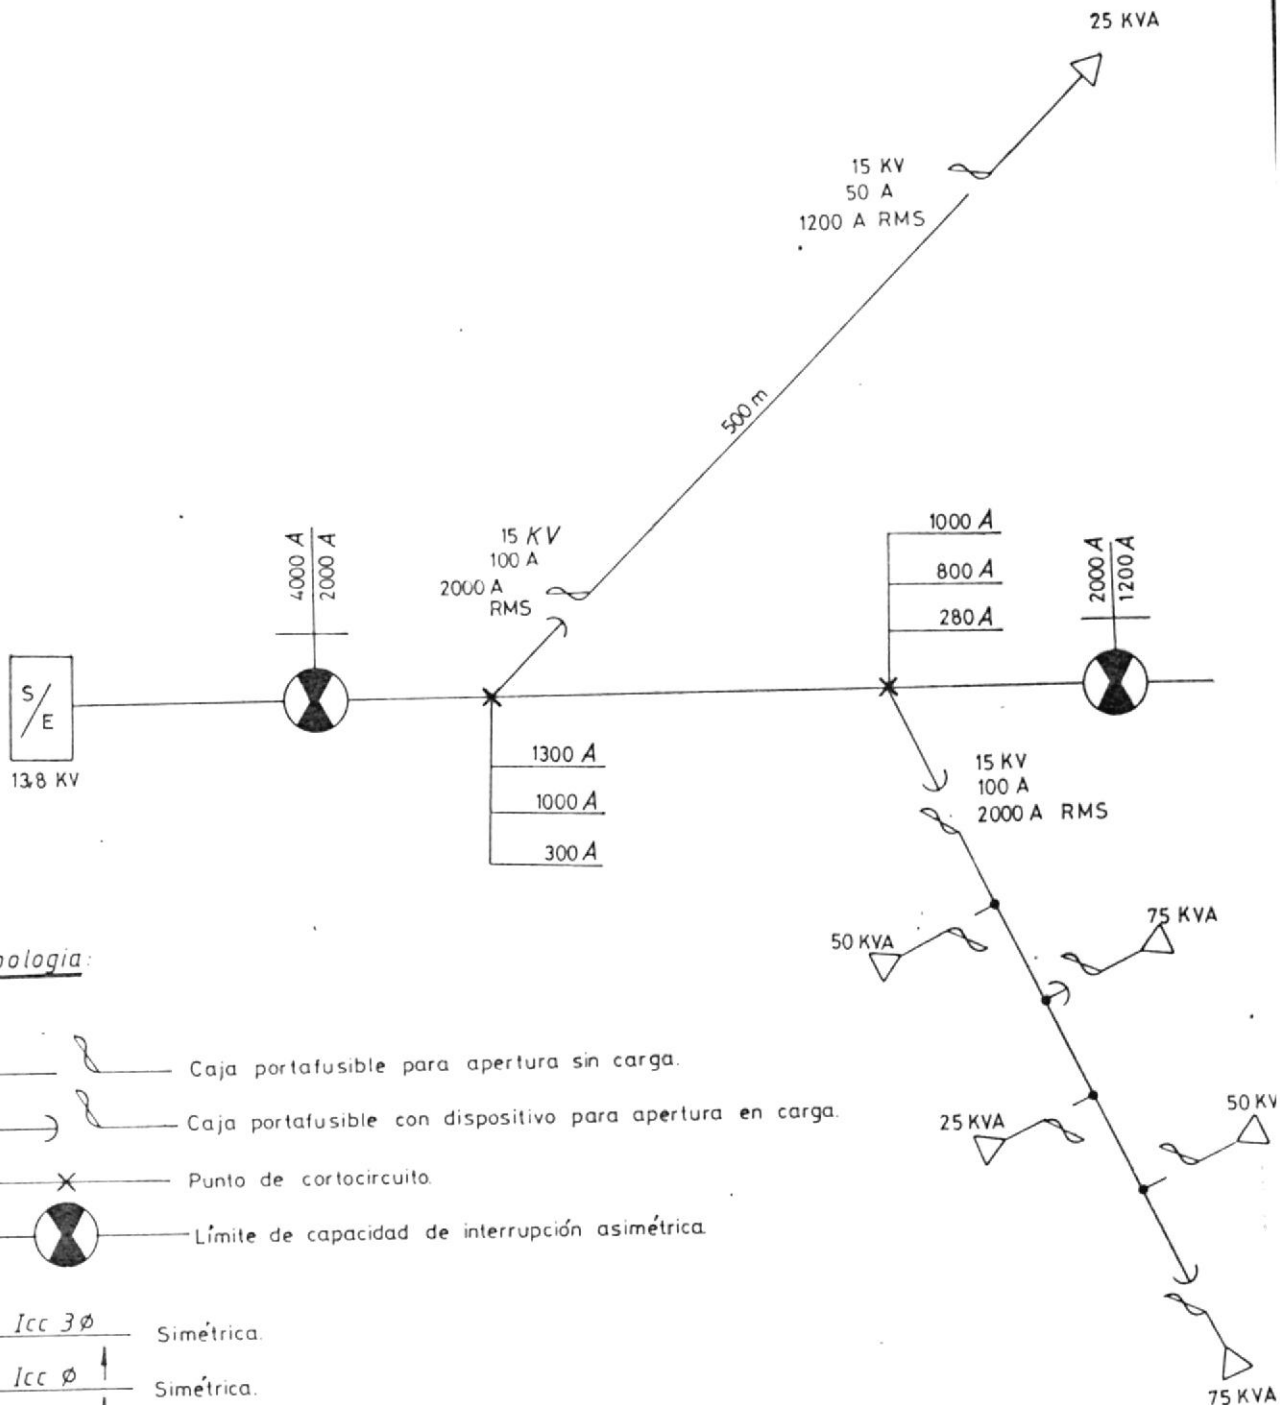 25 KVA
15 KV
50 A
1200 A RMS
500 m
15 KV
100 A
2000 A
RMS
4000 A
2000 A
1000 A
800 A
280 A
2000 A
1200 A
S/E
13.8 KV
1300 A
1000 A
300 A
15 KV
100 A
2000 A RMS
50 KVA
75 KVA
25 KVA
50 KV
75 KVA
ología:
Caja portafusible para apertura sin carga.
Caja portafusible con dispositivo para apertura en carga.
Punto de cortocircuito.
Límite de capacidad de interrupción asimétrica
Icc 3ø
Simétrica.
Icc ø
Simétrica.